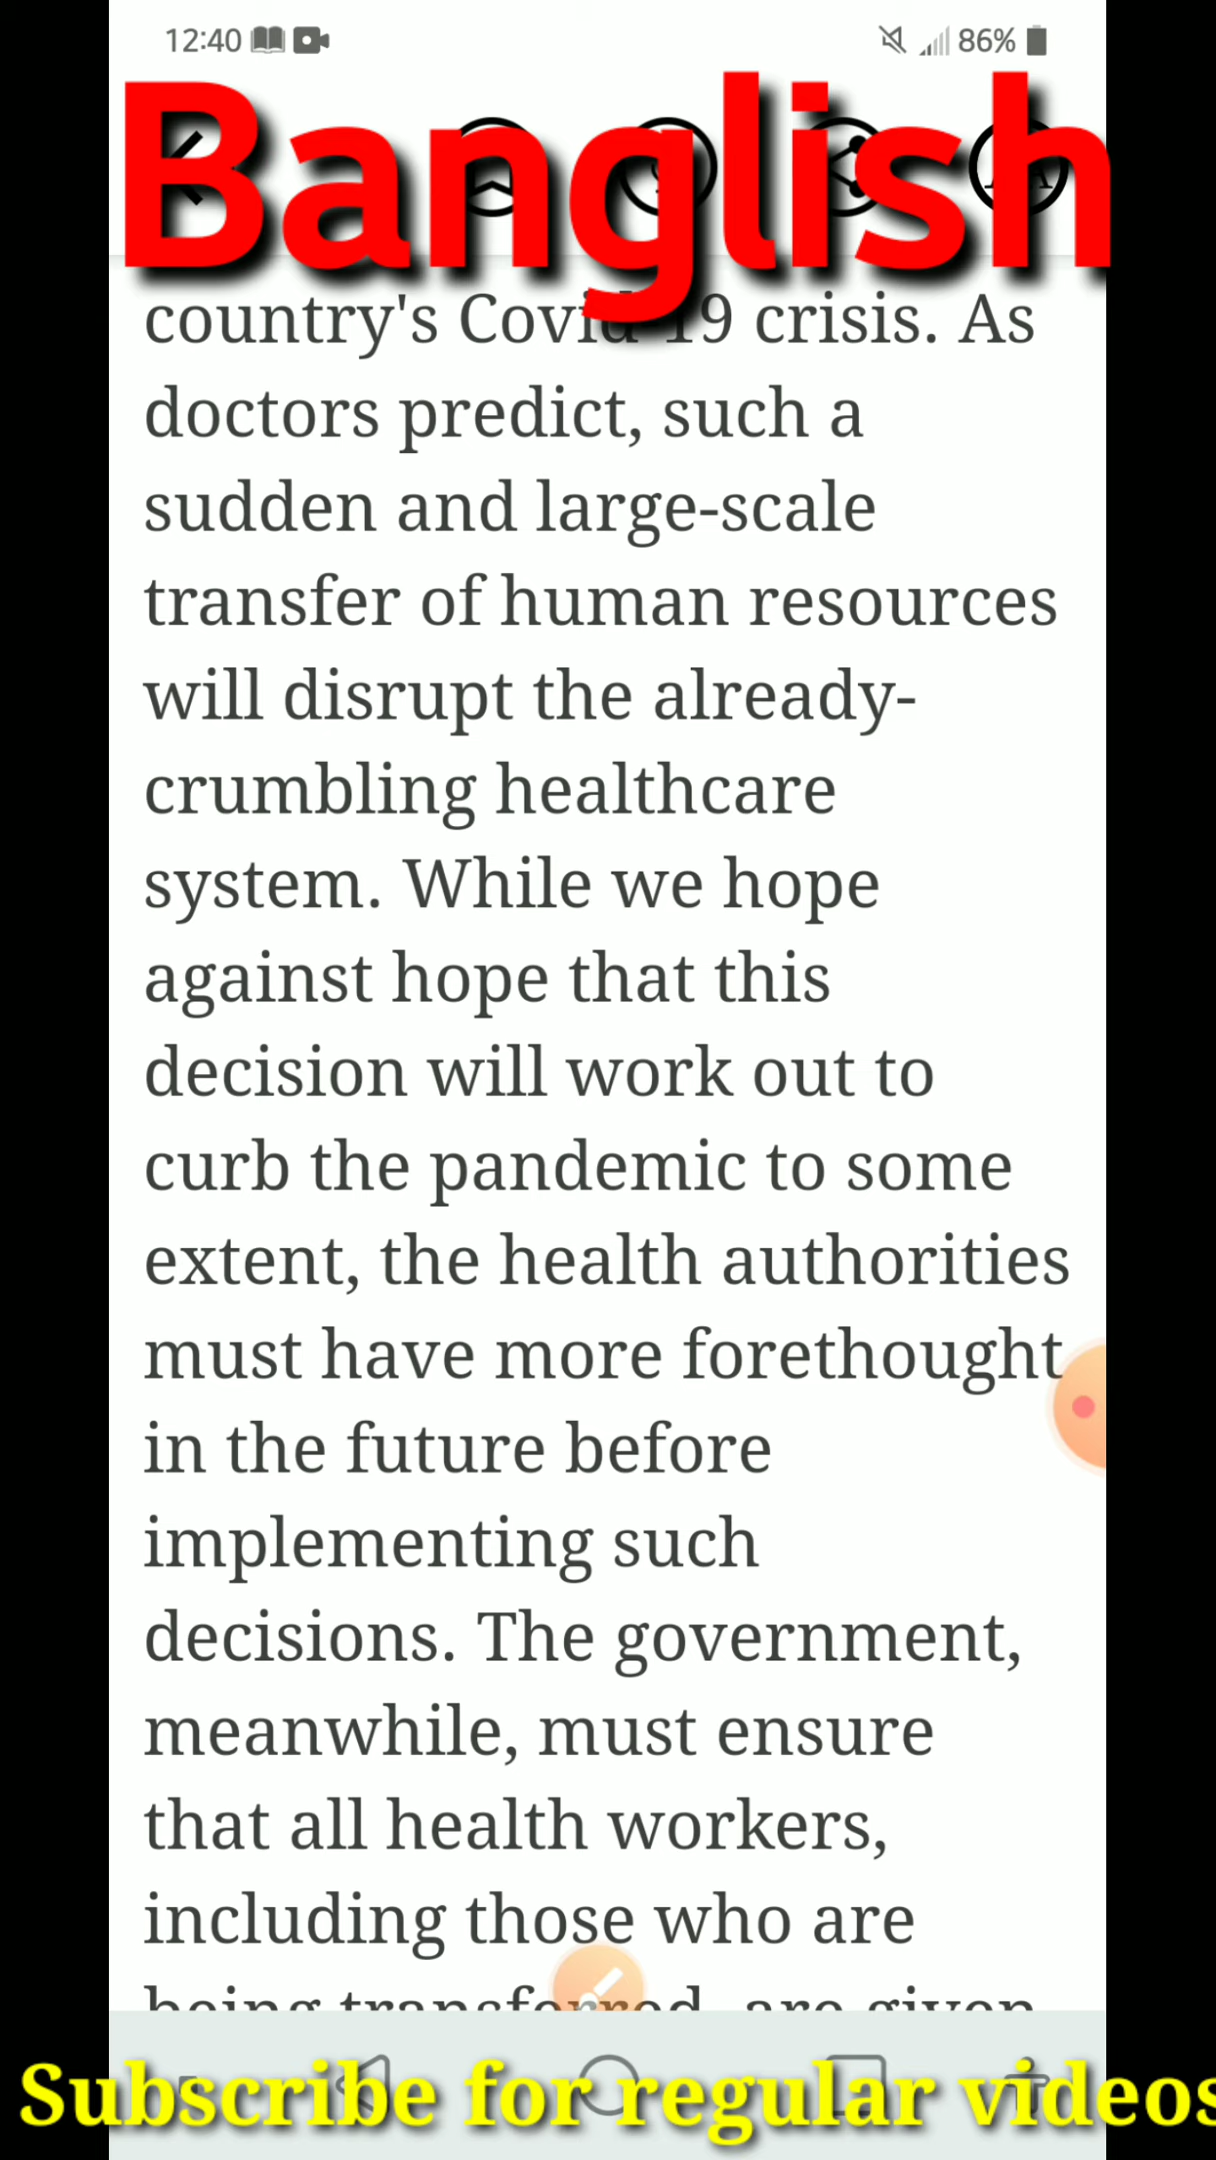 12:40
86%
Banglish
country's Covid-19 crisis. As
doctors predict, such a
sudden and large-scale
transfer of human resources
will disrupt the already-
crumbling healthcare
system. While we hope
against hope that this
decision will work out to
curb the pandemic to some
extent, the health authorities
must have more forethought
in the future before
implementing such
decisions. The government,
meanwhile, must ensure
that all health workers,
including those who are
being transferred, are given
Subscribe for regular videos